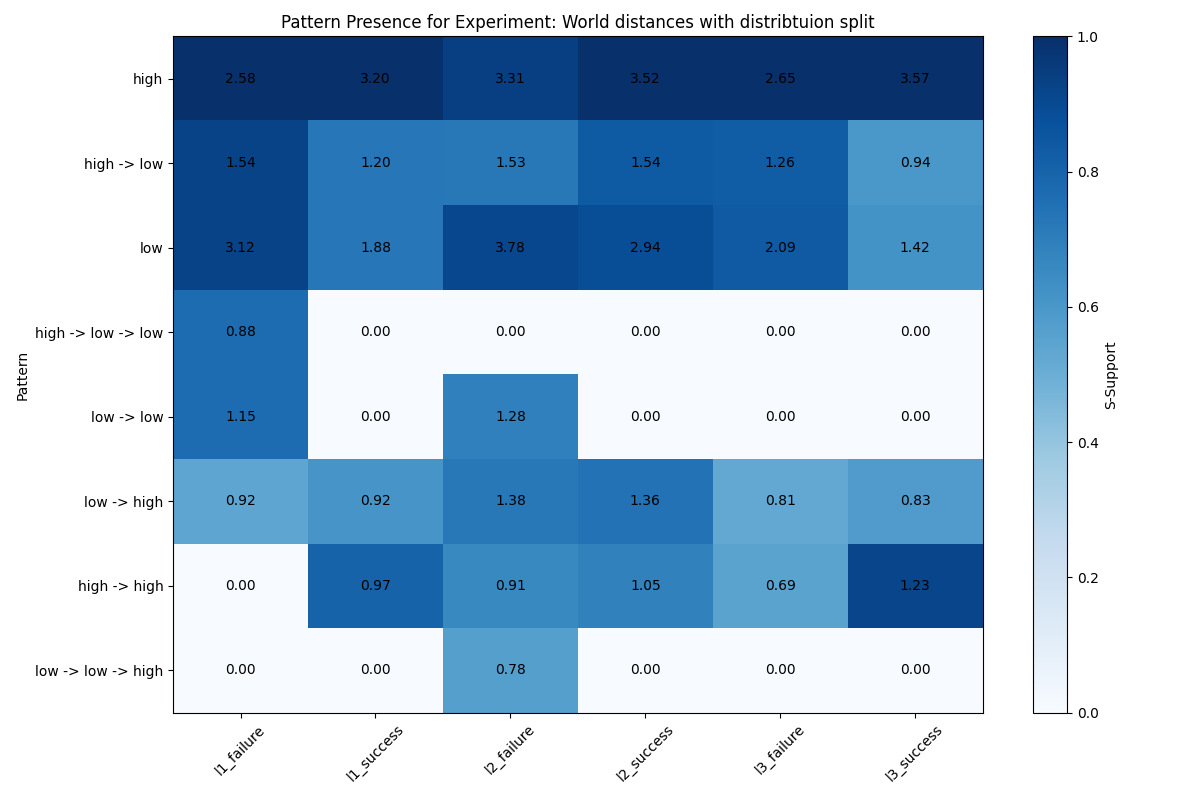 Pattern Presence for Experiment: World distances with distribtuion split
high 2.58 3.20 3.31 3.52 2.65 3.57
high -> low 1.54 1.20 1.53 1.54 1.26 0.94
low 3.12 1.88 3.78 2.94 2.09 1.42
high -> low -> low 0.88 0.00 0.00 0.00 0.00 0.00
low -> low 1.15 0.00 1.28 0.00 0.00 0.00
low -> high 0.92 0.92 1.38 1.36 0.81 0.83
high -> high 0.00 0.97 0.91 1.05 0.69 1.23
low -> low -> high 0.00 0.00 0.78 0.00 0.00 0.00
Pattern
l1_failure l1_success l2_failure l2_success l3_failure l3_success
1.0
0.8
0.6
0.4
0.2
0.0
S-Support